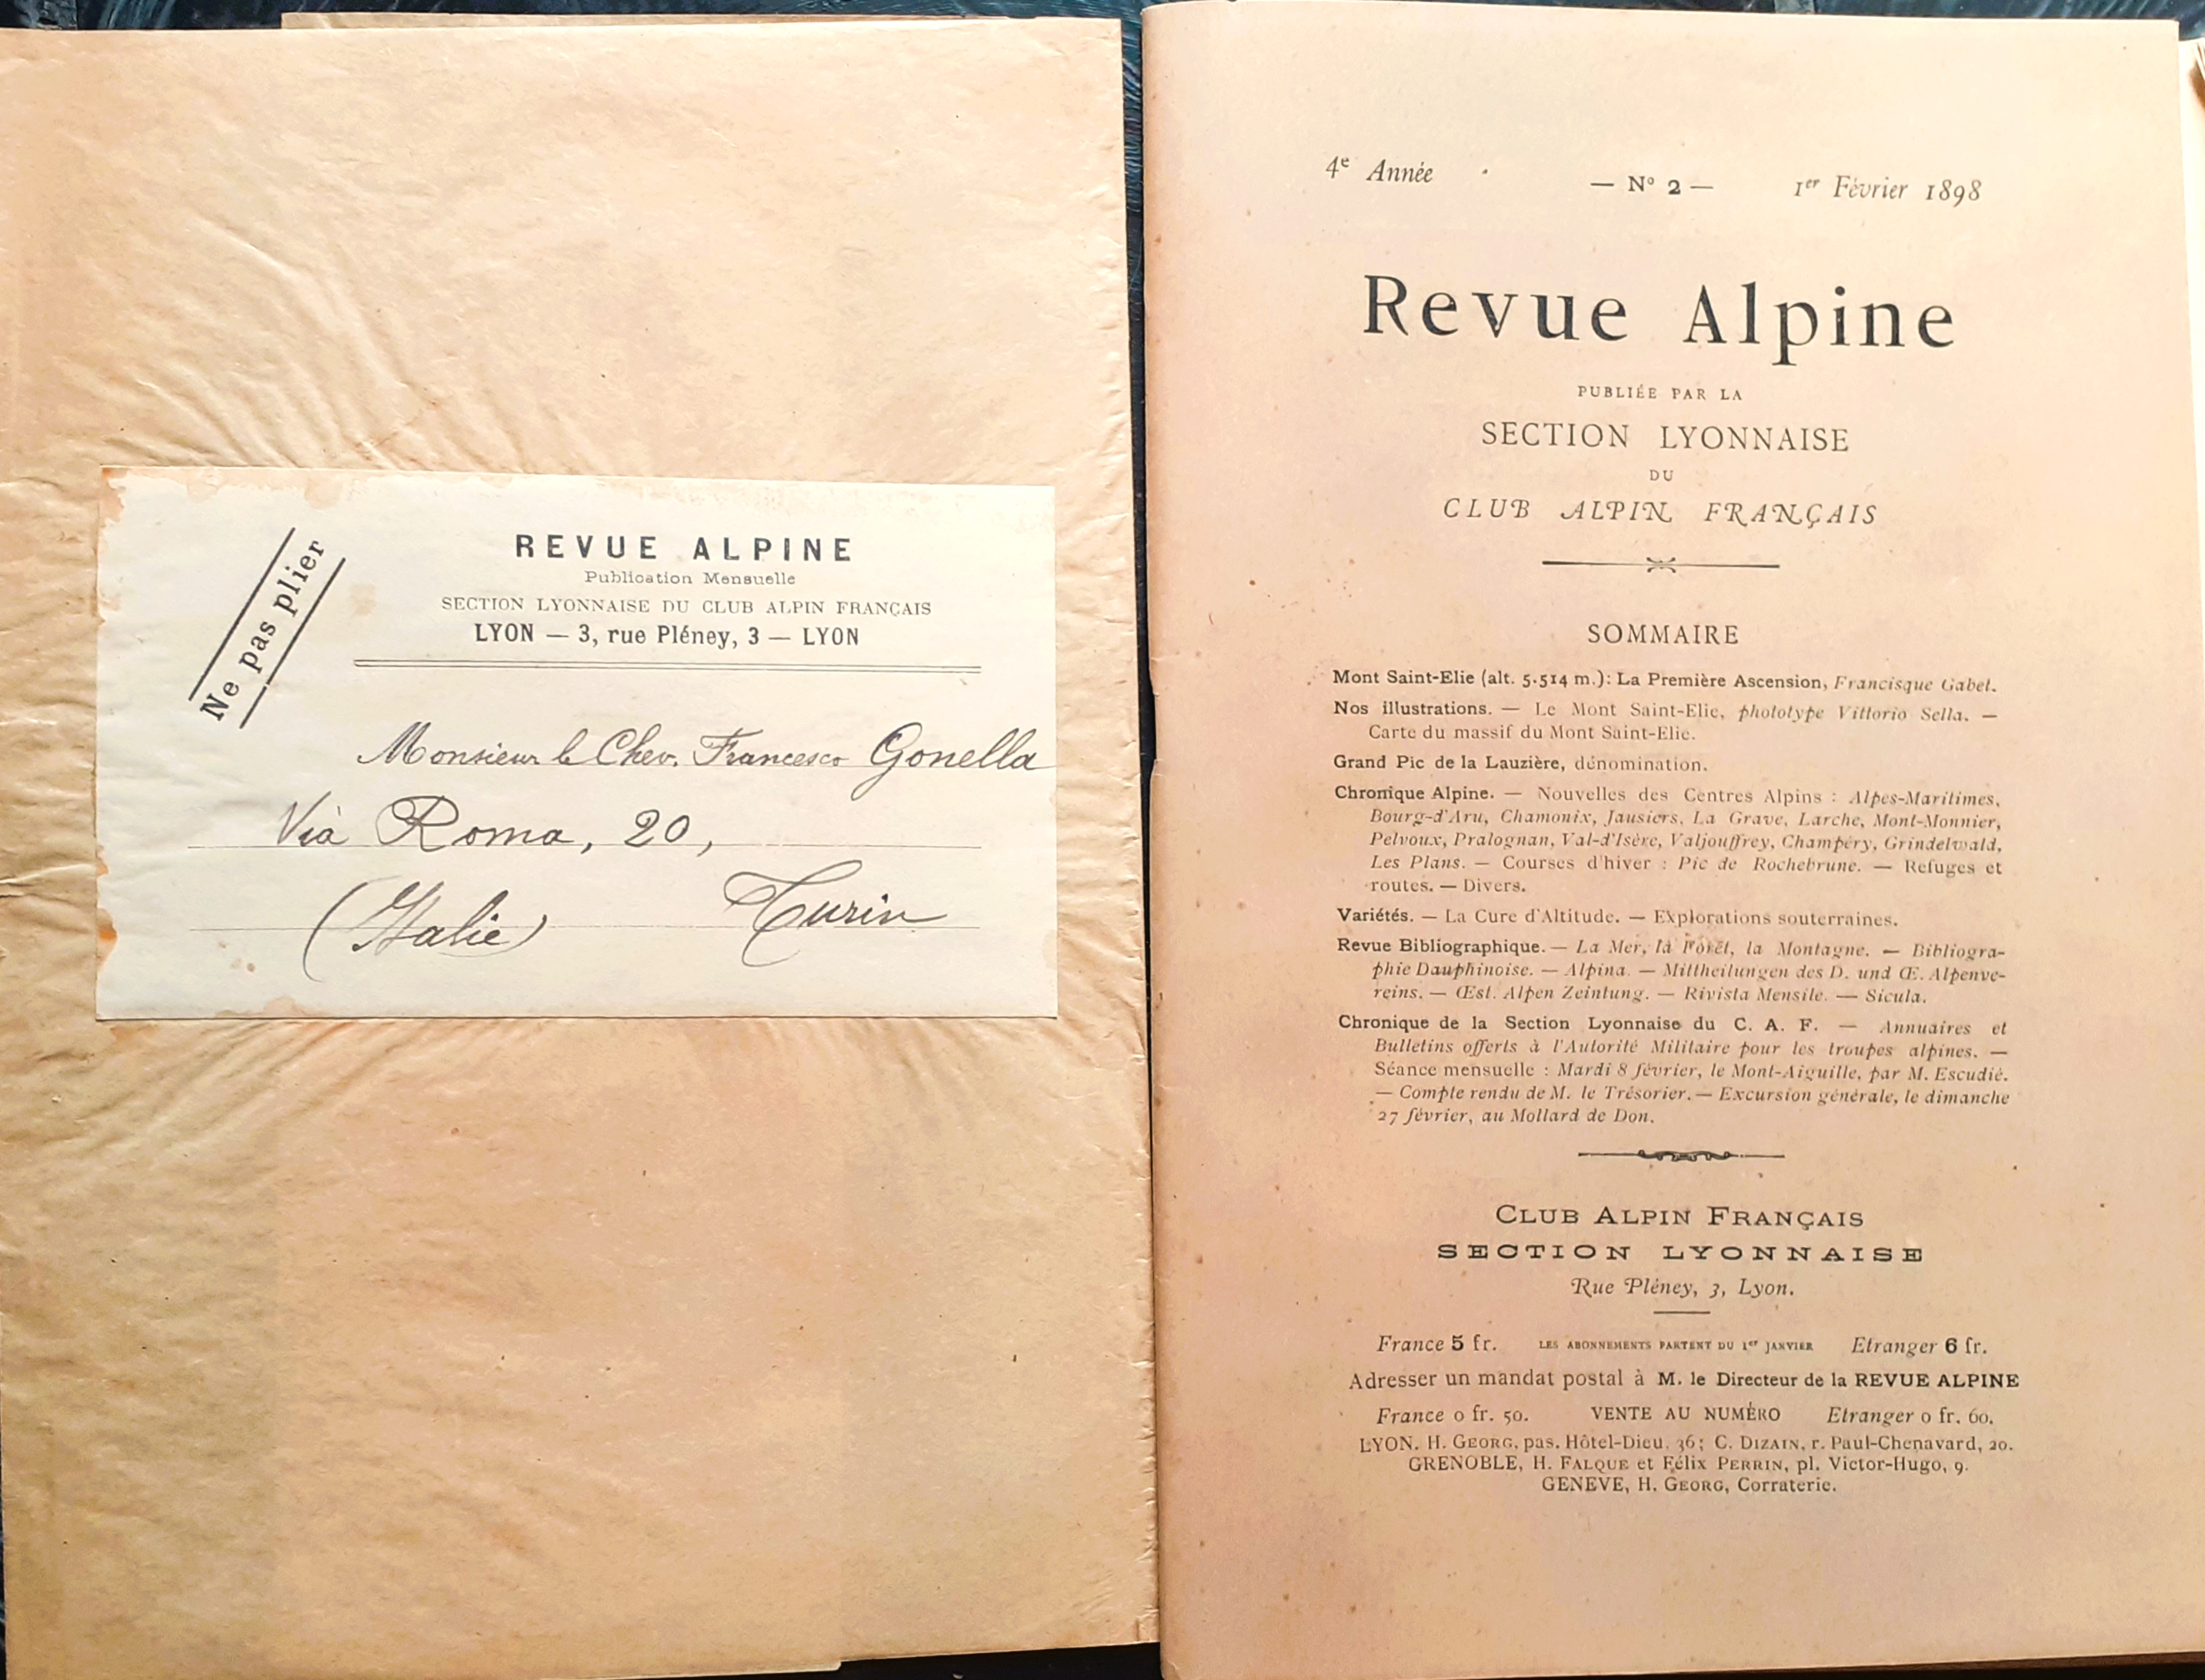 Ne pas plier
REVUE ALPINE
Publication Mensuelle
SECTION LYONNAISE DU CLUB ALPIN FRANÇAIS
LYON — 3, rue Pléney, 3 — LYON
Monsieur le Chev. Francesco Gonella
Via Roma, 20,
(Italie) Turin
4e Année — No 2 — 1er Février 1898
Revue Alpine
PUBLIÉE PAR LA
SECTION LYONNAISE
DU
CLUB ALPIN FRANÇAIS
SOMMAIRE
Mont Saint-Elie (alt. 5.514 m.): La Première Ascension, Francisque Gabet.
Nos illustrations. — Le Mont Saint-Elie, phototype Vittorio Sella. —
Carte du massif du Mont Saint-Elie.
Grand Pic de la Lauzière, dénomination.
Chronique Alpine. — Nouvelles des Centres Alpins : Alpes-Maritimes,
Bourg-d'Aru, Chamonix, Jausiers, La Grave, Larche, Mont-Monnier,
Pelvoux, Pralognan, Val-d'Isère, Valjouffrey, Champéry, Grindelwald,
Les Plans. — Courses d'hiver : Pic de Rochebrune. — Refuges et
routes. — Divers.
Variétés. — La Cure d'Altitude. — Explorations souterraines.
Revue Bibliographique. — La Mer, la Forêt, la Montagne. — Bibliogra-
phie Dauphinoise. — Alpina. — Mittheilungen des D. und Œ. Alpenve-
reins. — Œst. Alpen Zeintung. — Rivista Mensile. — Sicula.
Chronique de la Section Lyonnaise du C. A. F. — Annuaires et
Bulletins offerts à l'Autorité Militaire pour les troupes alpines. —
Séance mensuelle : Mardi 8 février, le Mont-Aiguille, par M. Escudié.
— Compte rendu de M. le Trésorier. — Excursion générale, le dimanche
27 février, au Mollard de Don.
CLUB ALPIN FRANÇAIS
SECTION LYONNAISE
Rue Pléney, 3, Lyon.
France 5 fr. LES ABONNEMENTS PARTENT DU 1er JANVIER Etranger 6 fr.
Adresser un mandat postal à M. le Directeur de la REVUE ALPINE
France 0 fr. 50. VENTE AU NUMÉRO Etranger 0 fr. 60.
LYON. H. GEORG, pas. Hôtel-Dieu, 36; C. DIZAIN, r. Paul-Chenavard, 20.
GRENOBLE, H. FALQUE et Félix PERRIN, pl. Victor-Hugo, 9.
GENEVE, H. GEORG, Corraterie.